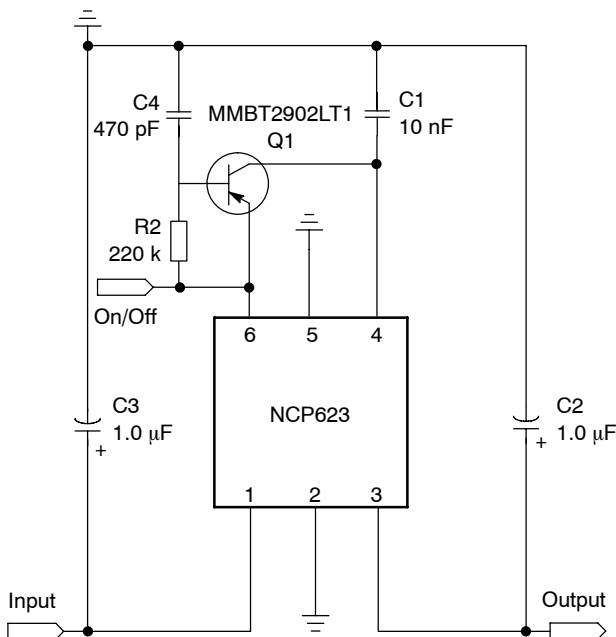 C4
470 pF
MMBT2902LT1
Q1
C1
10 nF
R2
220 k
On/Off
6 5 4
NCP623
C3
1.0 µF
+
C2
1.0 µF
+
1 2 3
Input
Output